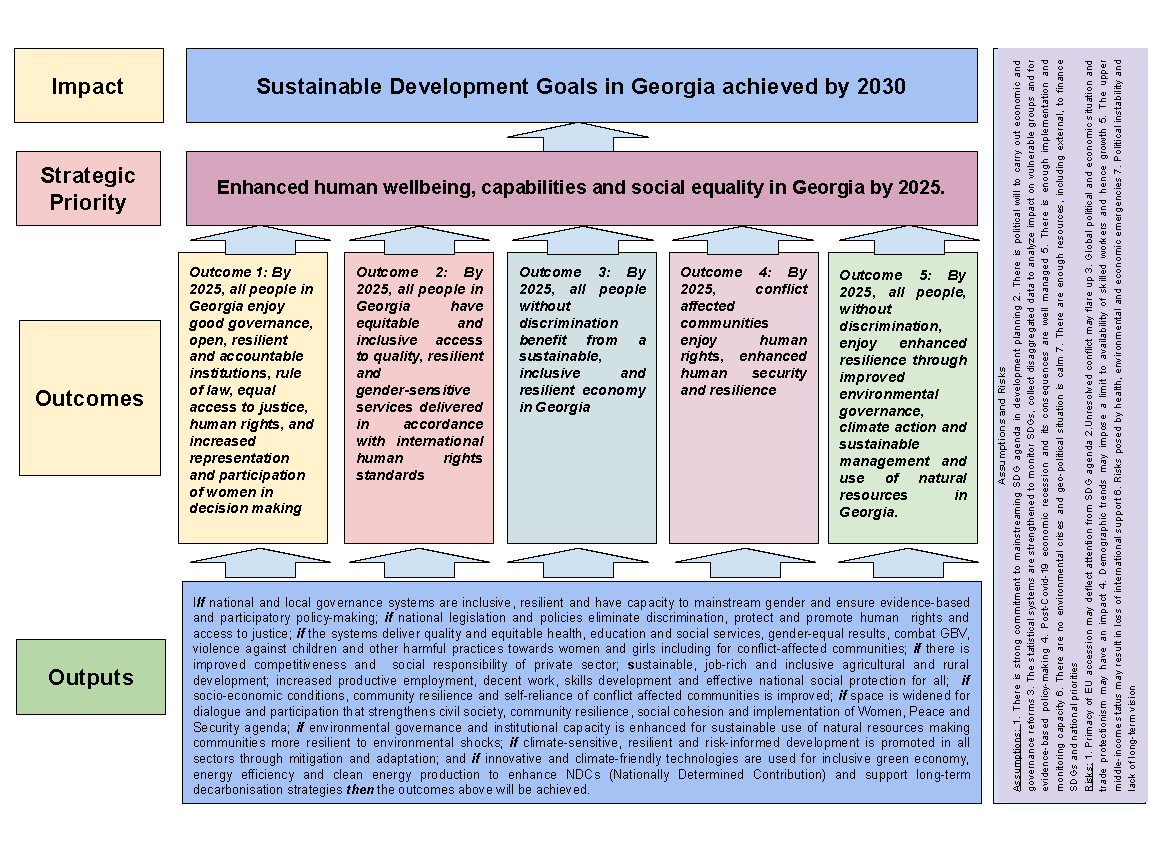 Impact
Sustainable Development Goals in Georgia achieved by 2030
Strategic
Priority
Enhanced human wellbeing, capabilities and social equality in Georgia by 2025.
Outcomes
Outcome 1: By
2025, all people in
Georgia enjoy
good governance,
open, resilient
and accountable
institutions, rule
of law, equal
access to justice,
human rights, and
increased
representation
and participation
of women in
decision making
Outcome 2: By
2025, all people in
Georgia have
equitable and
inclusive access
to quality, resilient
and
gender-sensitive
services delivered
in accordance
with international
human rights
standards
Outcome 3: By
2025, all people
without
discrimination
benefit from a
sustainable,
inclusive and
resilient economy
in Georgia
Outcome 4: By
2025, conflict
affected
communities
enjoy human
rights, enhanced
human security
and resilience
Outcome 5: By
2025, all people,
without
discrimination,
enjoy enhanced
resilience through
improved
environmental
governance,
climate action and
sustainable
management and
use of natural
resources in
Georgia.
Outputs
IIf national and local governance systems are inclusive, resilient and have capacity to mainstream gender and ensure evidence-based
and participatory policy-making; if national legislation and policies eliminate discrimination, protect and promote human rights and
access to justice; if the systems deliver quality and equitable health, education and social services, gender-equal results, combat GBV,
violence against children and other harmful practices towards women and girls including for conflict-affected communities; if there is
improved competitiveness and social responsibility of private sector; sustainable, job-rich and inclusive agricultural and rural
development; increased productive employment, decent work, skills development and effective national social protection for all; if
socio-economic conditions, community resilience and self-reliance of conflict affected communities is improved; if space is widened for
dialogue and participation that strengthens civil society, community resilience, social cohesion and implementation of Women, Peace and
Security agenda; if environmental governance and institutional capacity is enhanced for sustainable use of natural resources making
communities more resilient to environmental shocks; if climate-sensitive, resilient and risk-informed development is promoted in all
sectors through mitigation and adaptation; and if innovative and climate-friendly technologies are used for inclusive green economy,
energy efficiency and clean energy production to enhance NDCs (Nationally Determined Contribution) and support long-term
decarbonisation strategies then the outcomes above will be achieved.
Assumptions and Risks
Assumptions: 1. There is strong commitment to mainstreaming SDG agenda in development planning 2. There is political will to carry out economic and
governance reforms 3. The statistical systems are strengthened to monitor SDGs, collect disaggregated data to analyze impact on vulnerable groups and for
evidence-based policy-making 4. Post-Covid-19 economic recession and its consequences are well managed 5. There is enough implementation and
monitoring capacity 6. There are no environmental crises and geo-political situation is calm 7. There are enough resources, including external, to finance
SDGs and national priorities
Risks: 1. Primacy of EU accession may deflect attention from SDG agenda 2.Unresolved conflict may flare up 3. Global political and economic situation and
trade protectionism may have an impact 4. Demographic trends may impose a limit to availability of skilled workers and hence growth 5. The upper
middle-income status may result in loss of international support 6. Risks posed by health, environmental and economic emergencies 7. Political instability and
lack of long-term vision